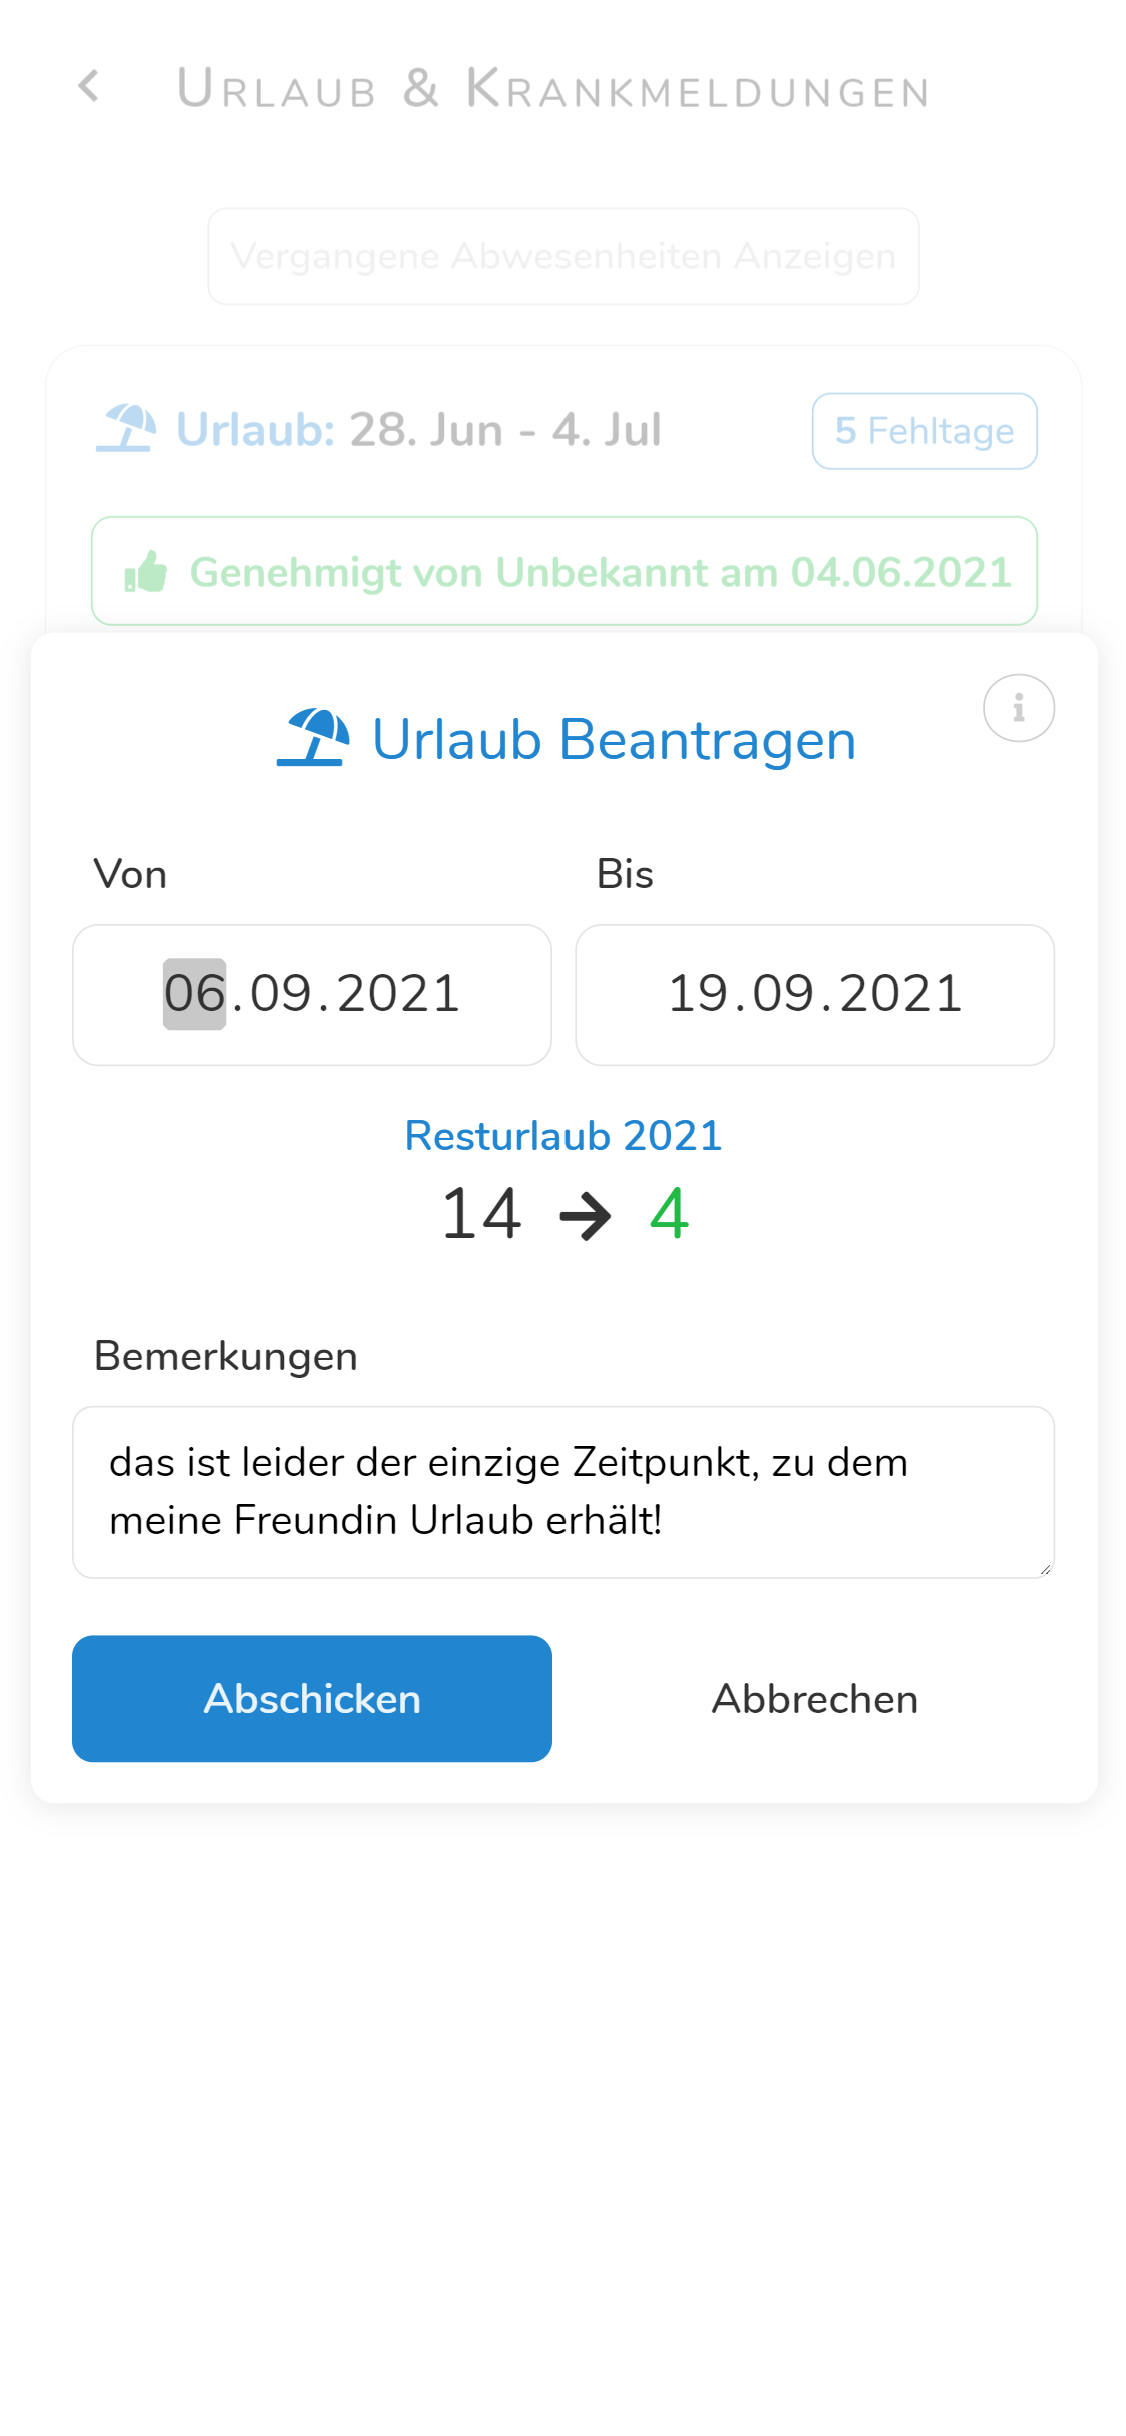 Urlaub & Krankmeldungen
Vergangene Abwesenheiten Anzeigen
Urlaub: 28. Jun - 4. Jul
5 Fehltage
Genehmigt von Unbekannt am 04.06.2021
Urlaub Beantragen
i
Von
Bis
06.09.2021
19.09.2021
Resturlaub 2021
14 → 4
Bemerkungen
das ist leider der einzige Zeitpunkt, zu dem
meine Freundin Urlaub erhält!
Abschicken
Abbrechen